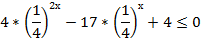 4 * (1/4)^{2x} − 17 * (1/4)^{x} + 4 ≤ 0